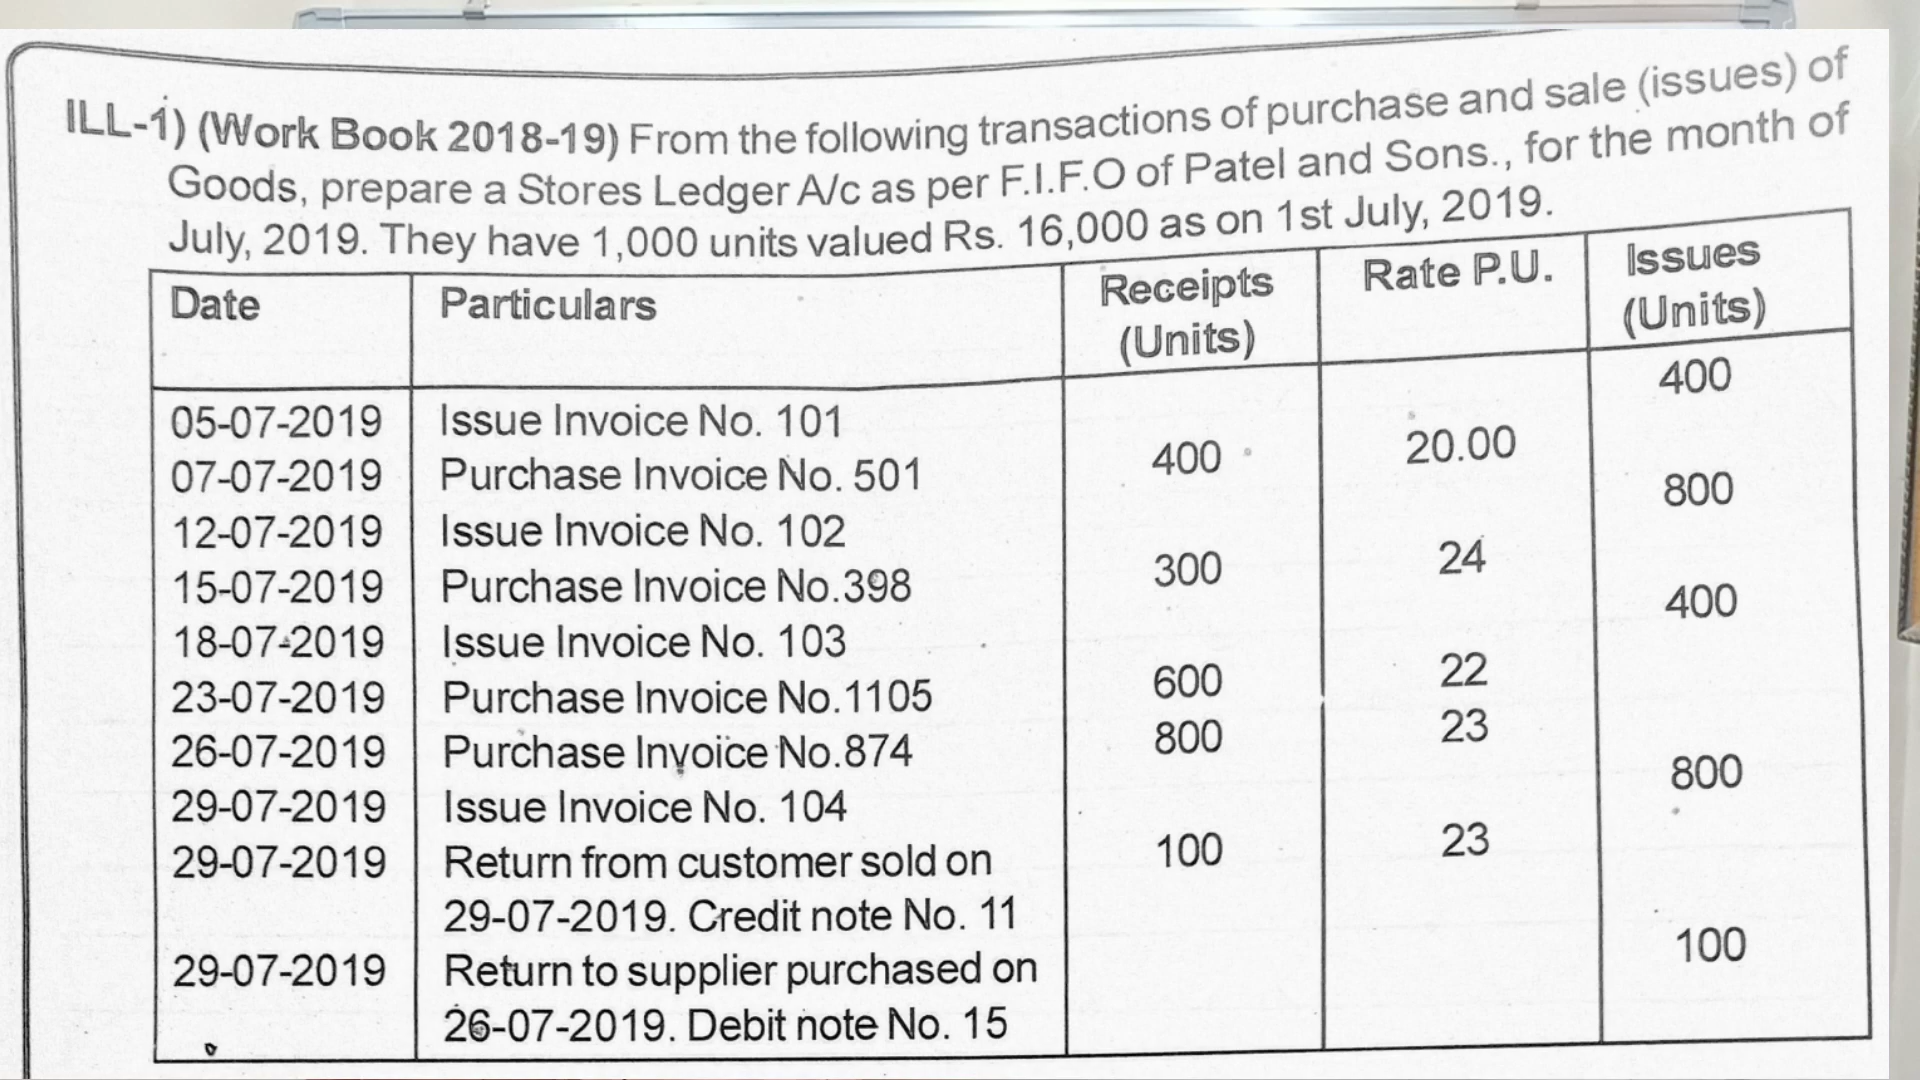 ILL-1) (Work Book 2018-19) From the following transactions of purchase and sale (issues) of
Goods, prepare a Stores Ledger A/c as per F.I.F.O of Patel and Sons., for the month of
July, 2019. They have 1,000 units valued Rs. 16,000 as on 1st July, 2019.
Date Particulars Receipts (Units) Rate P.U. Issues (Units)
05-07-2019 Issue Invoice No. 101 400
07-07-2019 Purchase Invoice No. 501 400 20.00
12-07-2019 Issue Invoice No. 102 800
15-07-2019 Purchase Invoice No.398 300 24
18-07-2019 Issue Invoice No. 103 400
23-07-2019 Purchase Invoice No.1105 600 22
26-07-2019 Purchase Invoice No.874 800 23
29-07-2019 Issue Invoice No. 104 800
29-07-2019 Return from customer sold on 100 23
29-07-2019. Credit note No. 11
29-07-2019 Return to supplier purchased on 100
26-07-2019. Debit note No. 15